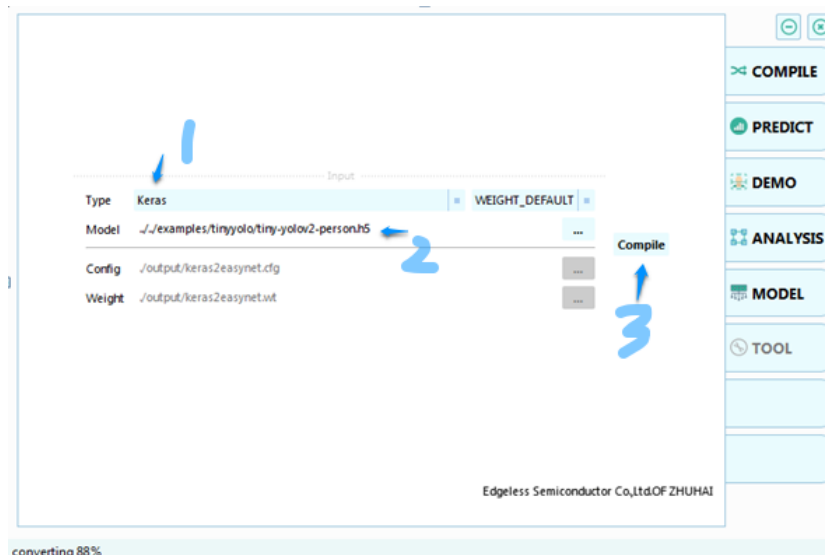 COMPILE
1
PREDICT
Input
DEMO
Type Keras WEIGHT_DEFAULT
Model ../../examples/tinyyolo/tiny-yolov2-person.h5 ...
2
Compile
ANALYSIS
Config ./output/keras2easynet.cfg ...
Weight ./output/keras2easynet.wt ...
MODEL
3
TOOL
Edgeless Semiconductor Co,Ltd.OF ZHUHAI
converting 88%